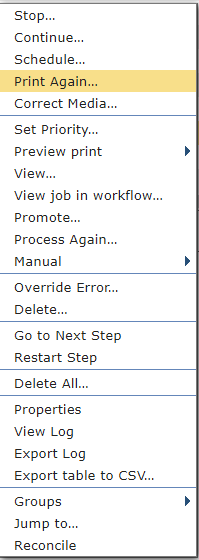 Stop...
Continue...
Schedule...
Print Again...
Correct Media...
Set Priority...
Preview print
View...
View job in workflow...
Promote...
Process Again...
Manual
Override Error...
Delete...
Go to Next Step
Restart Step
Delete All...
Properties
View Log
Export Log
Export table to CSV...
Groups
Jump to...
Reconcile